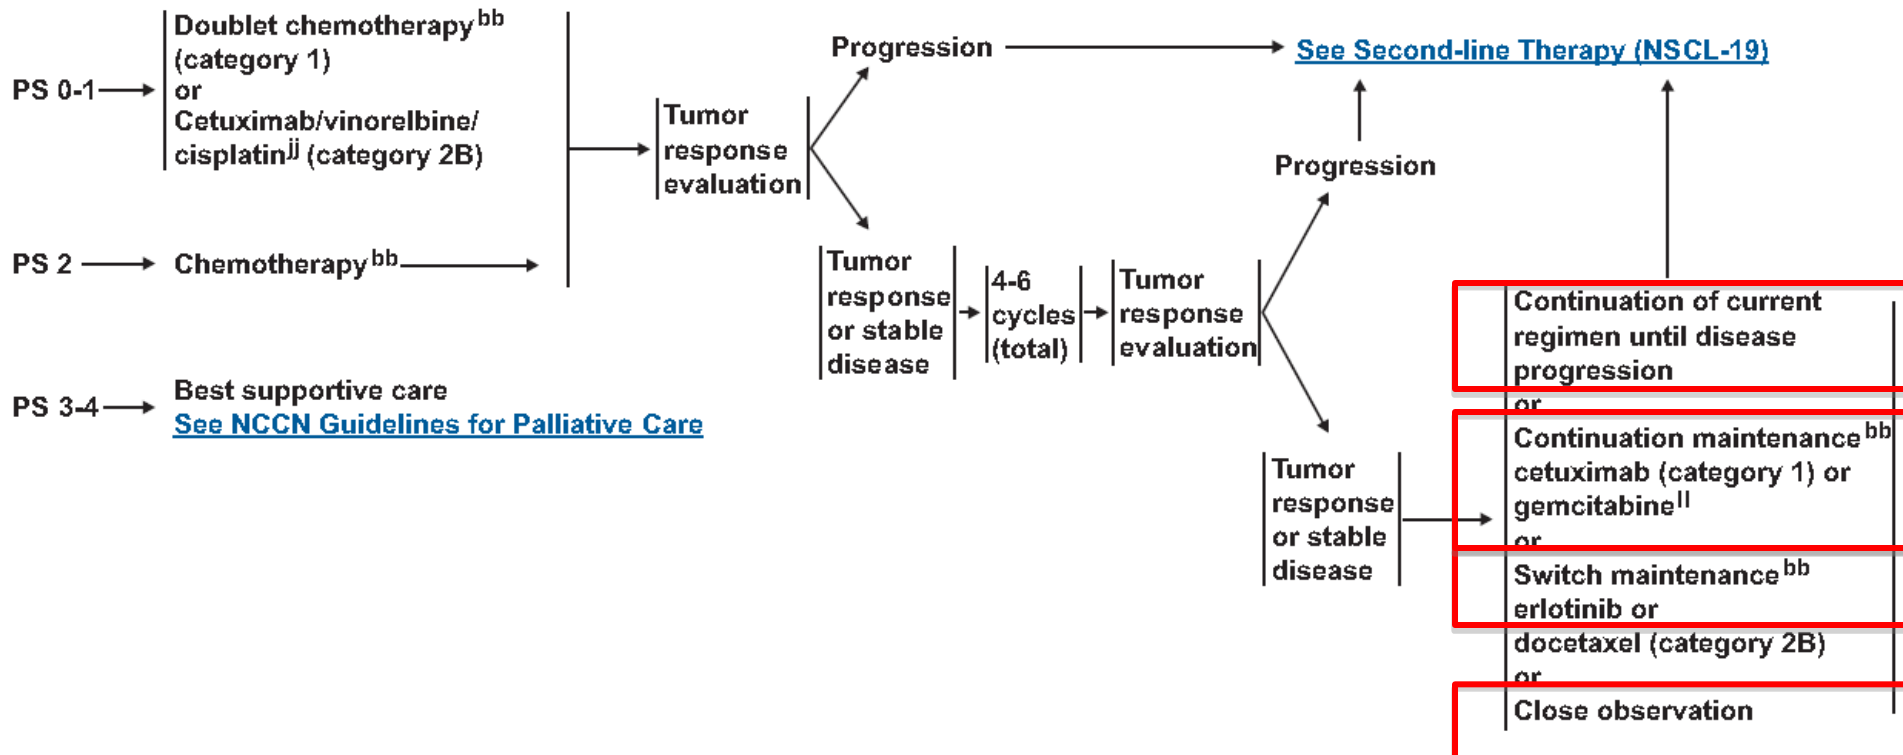 Doublet chemotherapy bb
(category 1)
or
Cetuximab/vinorelbine/
cisplatin jj (category 2B)
PS 0-1
PS 2
Chemotherapy bb
PS 3-4
Best supportive care
See NCCN Guidelines for Palliative Care
Tumor
response
evaluation
Progression
See Second-line Therapy (NSCL-19)
Tumor
response
or stable
disease
4-6
cycles
(total)
Tumor
response
evaluation
Progression
Tumor
response
or stable
disease
Continuation of current
regimen until disease
progression
or
Continuation maintenance bb
cetuximab (category 1) or
gemcitabine ll
or
Switch maintenance bb
erlotinib or
docetaxel (category 2B)
or
Close observation